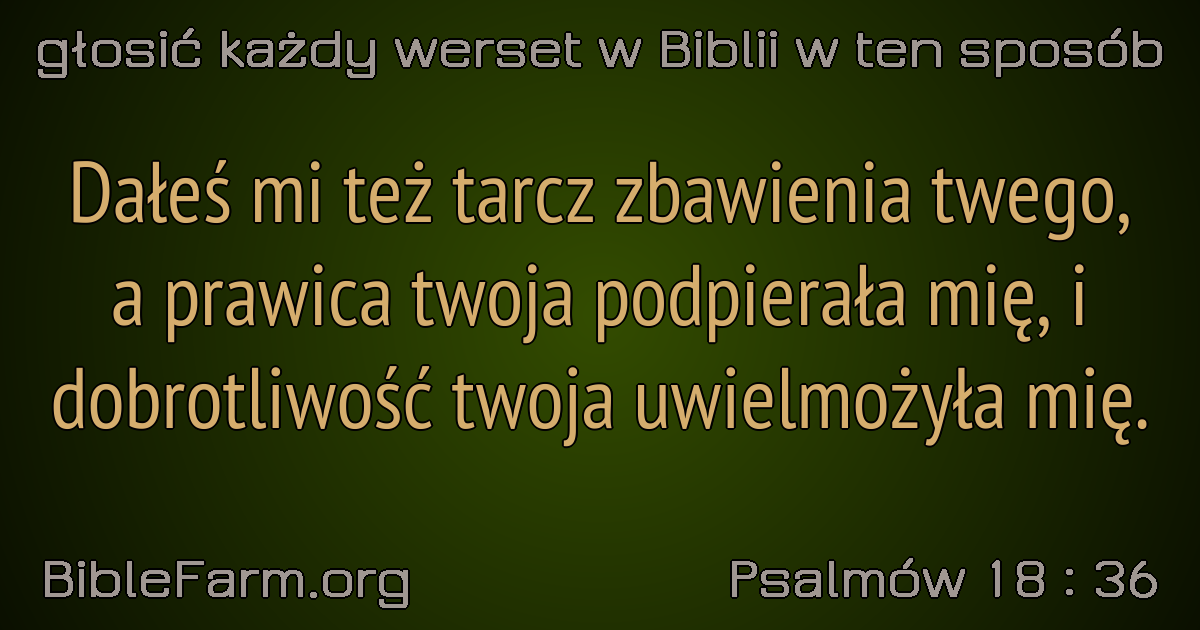 głosić każdy werset w Biblii w ten sposób
Dałeś mi też tarcz zbawienia twego,
a prawica twoja podpierała mię, i
dobrotliwość twoja uwielmożyła mię.
BibleFarm.org
Psalmów 18 : 36